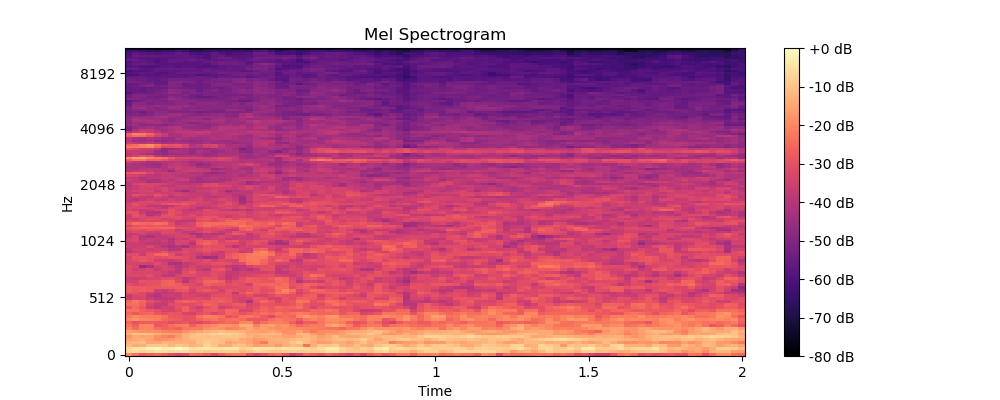 Mel Spectrogram
Hz
8192
4096
2048
1024
512
0
0 0.5 1 1.5 2
Time
+0 dB
-10 dB
-20 dB
-30 dB
-40 dB
-50 dB
-60 dB
-70 dB
-80 dB